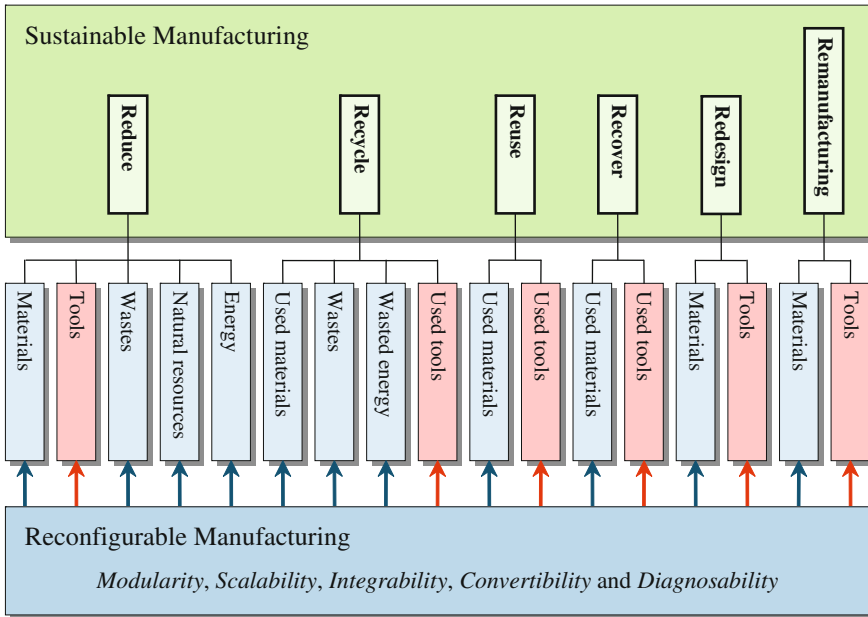 Sustainable Manufacturing
Reduce
Recycle
Reuse
Recover
Redesign
Remanufacturing
Materials
Tools
Wastes
Natural resources
Energy
Used materials
Wastes
Wasted energy
Used tools
Used materials
Used tools
Used materials
Used tools
Materials
Tools
Materials
Tools
Reconfigurable Manufacturing
Modularity, Scalability, Integrability, Convertibility and Diagnosability